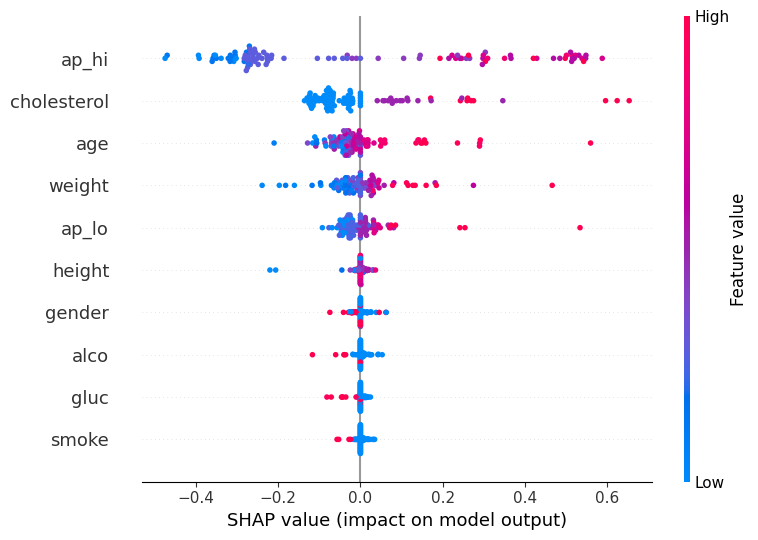 High
ap_hi
cholesterol
age
weight
ap_lo
height
gender
alco
gluc
smoke
Feature value
Low
−0.4 −0.2 0.0 0.2 0.4 0.6
SHAP value (impact on model output)